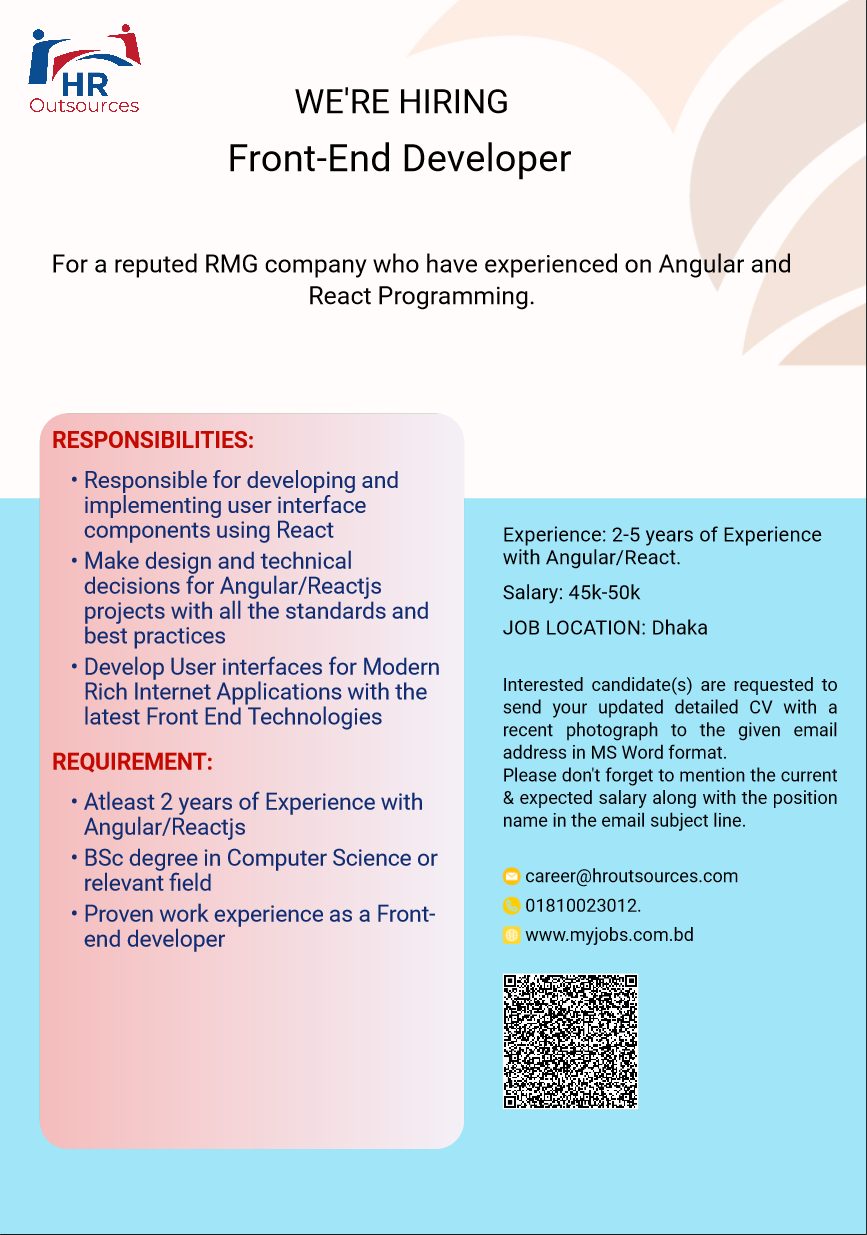 HR
Outsources
WE'RE HIRING
Front-End Developer
For a reputed RMG company who have experienced on Angular and
React Programming.
RESPONSIBILITIES:
• Responsible for developing and
implementing user interface
components using React
• Make design and technical
decisions for Angular/Reactjs
projects with all the standards and
best practices
• Develop User interfaces for Modern
Rich Internet Applications with the
latest Front End Technologies
REQUIREMENT:
• Atleast 2 years of Experience with
Angular/Reactjs
• BSc degree in Computer Science or
relevant field
• Proven work experience as a Front-
end developer
Experience: 2-5 years of Experience
with Angular/React.
Salary: 45k-50k
JOB LOCATION: Dhaka
Interested candidate(s) are requested to
send your updated detailed CV with a
recent photograph to the given email
address in MS Word format.
Please don't forget to mention the current
& expected salary along with the position
name in the email subject line.
career@hroutsources.com
01810023012.
www.myjobs.com.bd